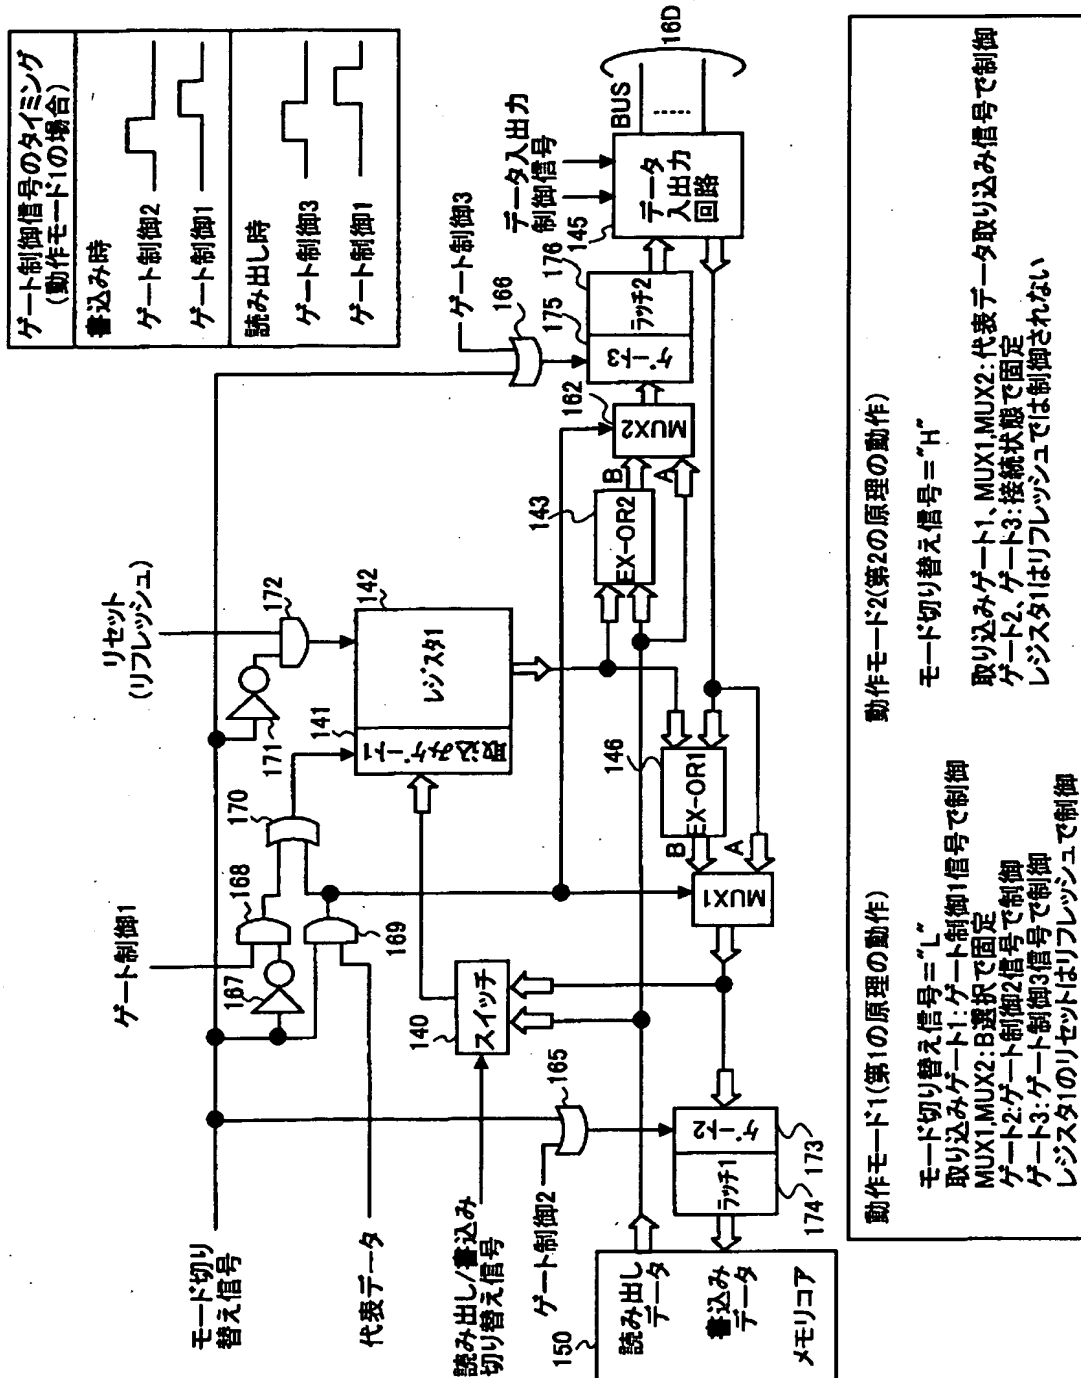 ゲート制御信号のタイミング
(動作モード1の場合)
書込み時
ゲート制御2
ゲート制御1
読み出し時
ゲート制御3
ゲート制御1
モード切り
替え信号
ゲート制御1
代表データ
読み出し/書込み
切り替え信号
ゲート制御2
リセット
(リフレッシュ)
ゲート制御3
データ入出力
制御信号
BUS
16D
167
168
169
170
171
172
141
142
取込みゲート1
レジスタ1
140
スイッチ
165
166
143
EX-OR2
B
A
162
MUX2
175
176
ゲート3
ラッチ2
145
データ
入出力
回路
146
EX-OR1
B
A
MUX1
ゲート2
ラッチ1
173
174
150
読み出し
データ
書込み
データ
メモリコア
動作モード1(第1の原理の動作)
モード切り替え信号="L"
取り込みゲート1:ゲート制御1信号で制御
MUX1,MUX2:B選択で固定
ゲート2:ゲート制御2信号で制御
ゲート3:ゲート制御3信号で制御
レジスタ1のリセットはリフレッシュで制御
動作モード2(第2の原理の動作)
モード切り替え信号="H"
取り込みゲート1、MUX1,MUX2:代表データ取り込み信号で制御
ゲート2、ゲート3:接続状態で固定
レジスタ1はリフレッシュでは制御されない